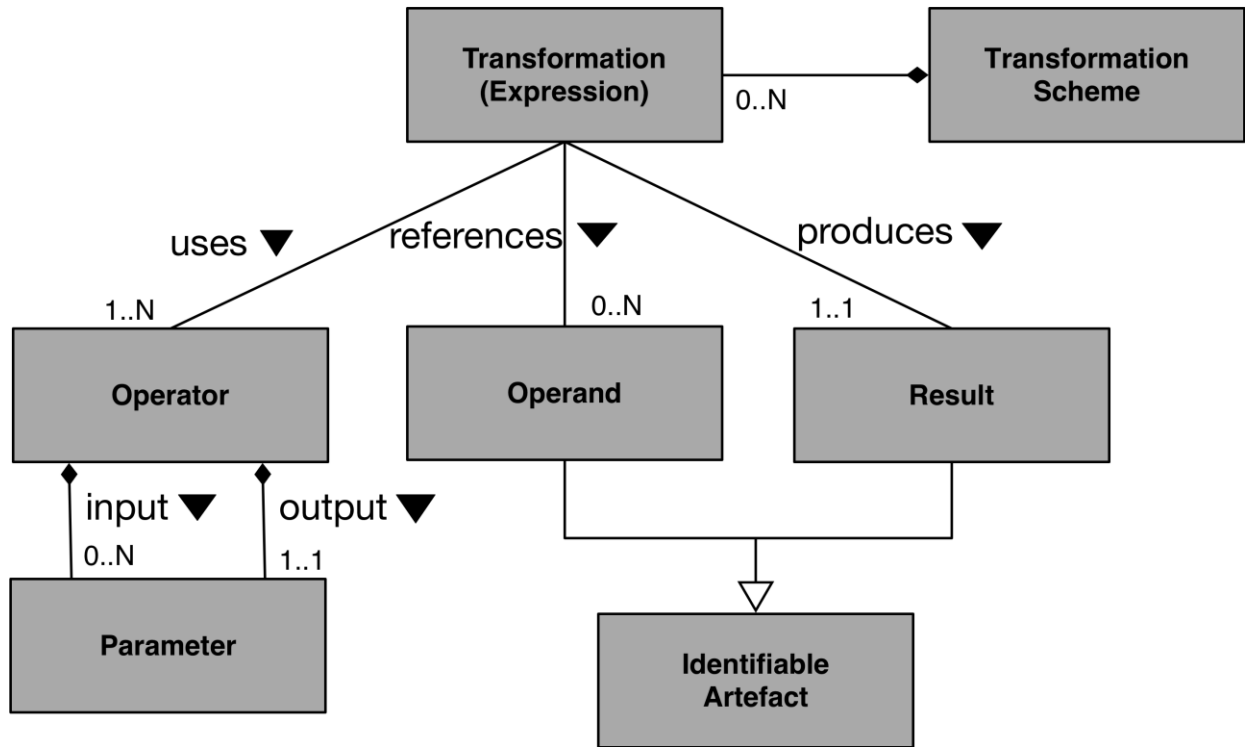 Transformation
(Expression)
Transformation
Scheme
0..N
uses ▼
references ▼
produces ▼
1..N
0..N
1..1
Operator
Operand
Result
input ▼
output ▼
0..N
1..1
Parameter
Identifiable
Artefact